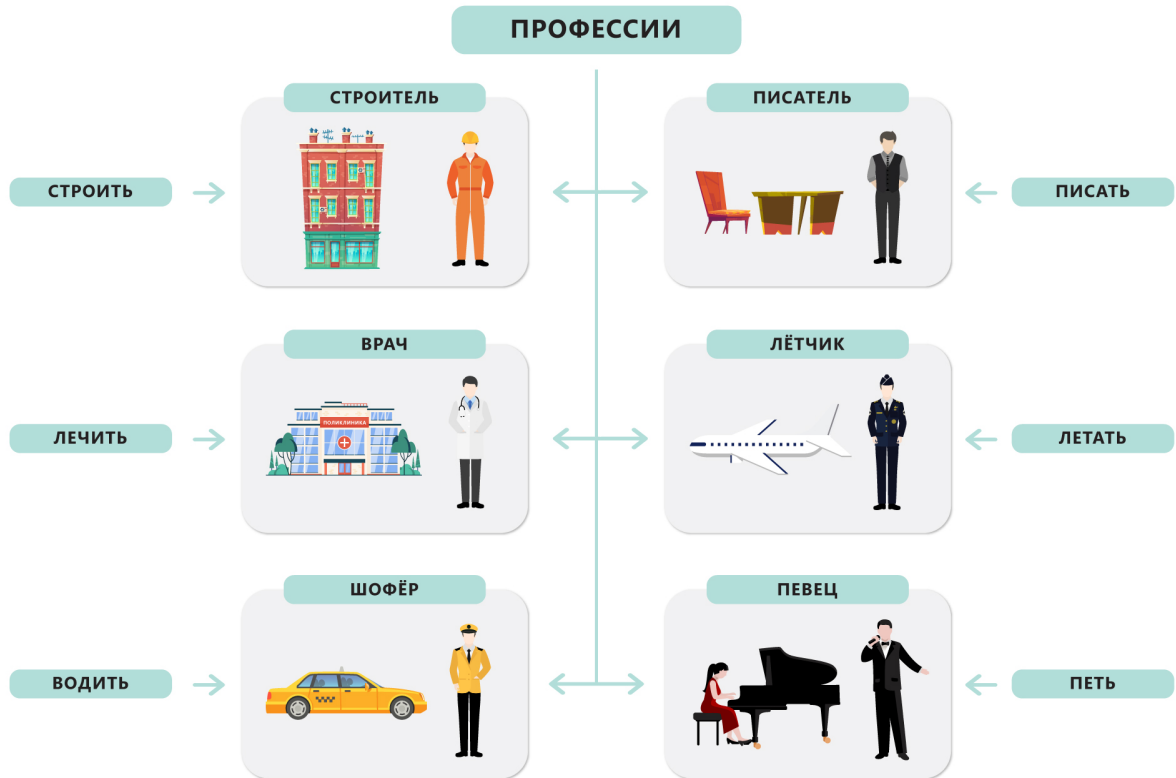 ПРОФЕССИИ
СТРОИТЕЛЬ
ПИСАТЕЛЬ
СТРОИТЬ
ПИСАТЬ
ВРАЧ
ЛЁТЧИК
ПОЛИКЛИНИКА
ЛЕЧИТЬ
ЛЕТАТЬ
ШОФЁР
ПЕВЕЦ
ВОДИТЬ
ПЕТЬ